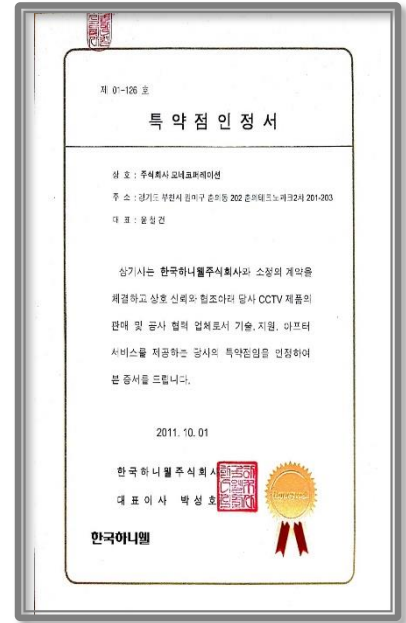 제 01-126 호
특약점인정서
상 호 : 주식회사 모네코퍼레이션
주 소 : 경기도 부천시 원미구 춘의동 202 춘의테크노파크2차 201-203
대 표 : 윤청건
상기사는 한국하니웰주식회사와 소정의 계약을
체결하고 상호 신뢰와 협조아래 당사 CCTV 제품의
판매 및 공사 협력 업체로서 기술, 지원, 아프터
서비스를 제공하는 당사의 특약점임을 인정하여
본 증서를 드립니다.
2011. 10. 01
한국하니웰주식회사
대표이사 박성호
Honeywell
한국하니웰